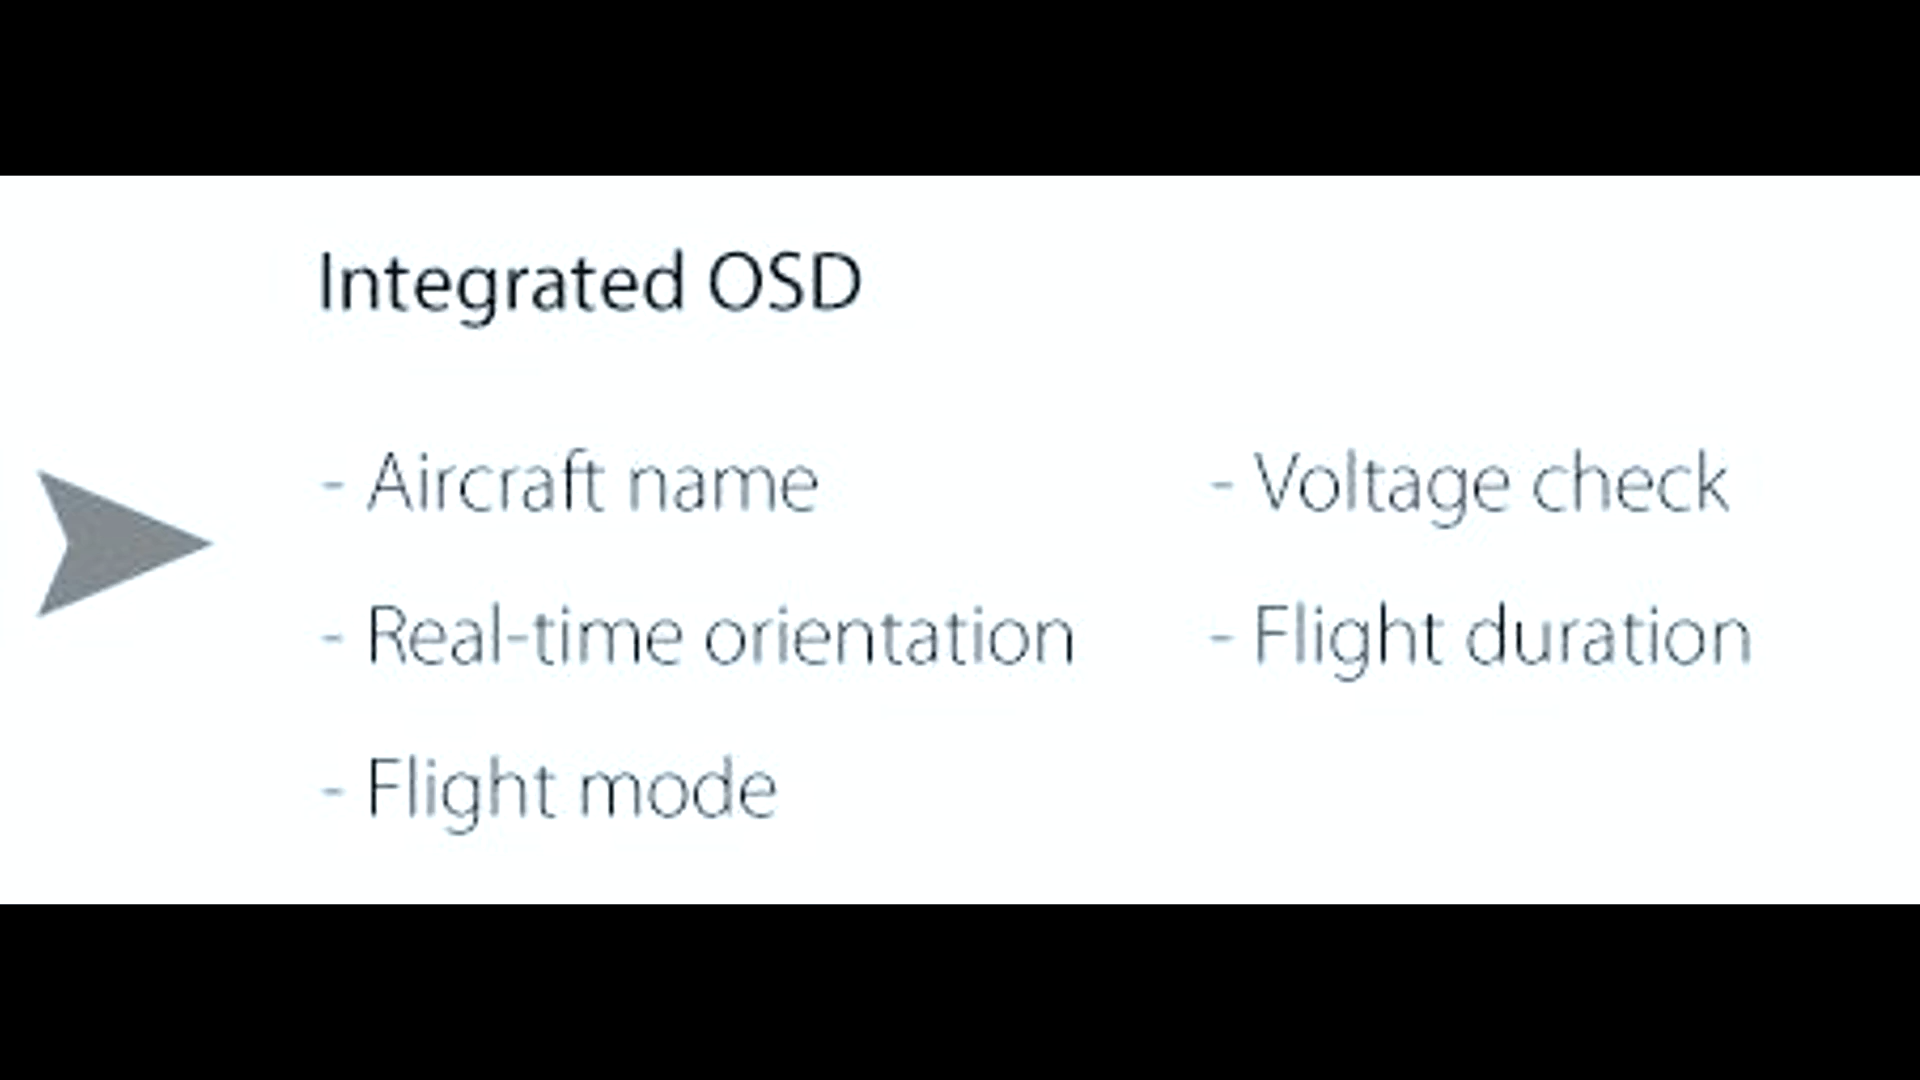 Integrated OSD
- Aircraft name
- Real-time orientation
- Flight mode
- Voltage check
- Flight duration